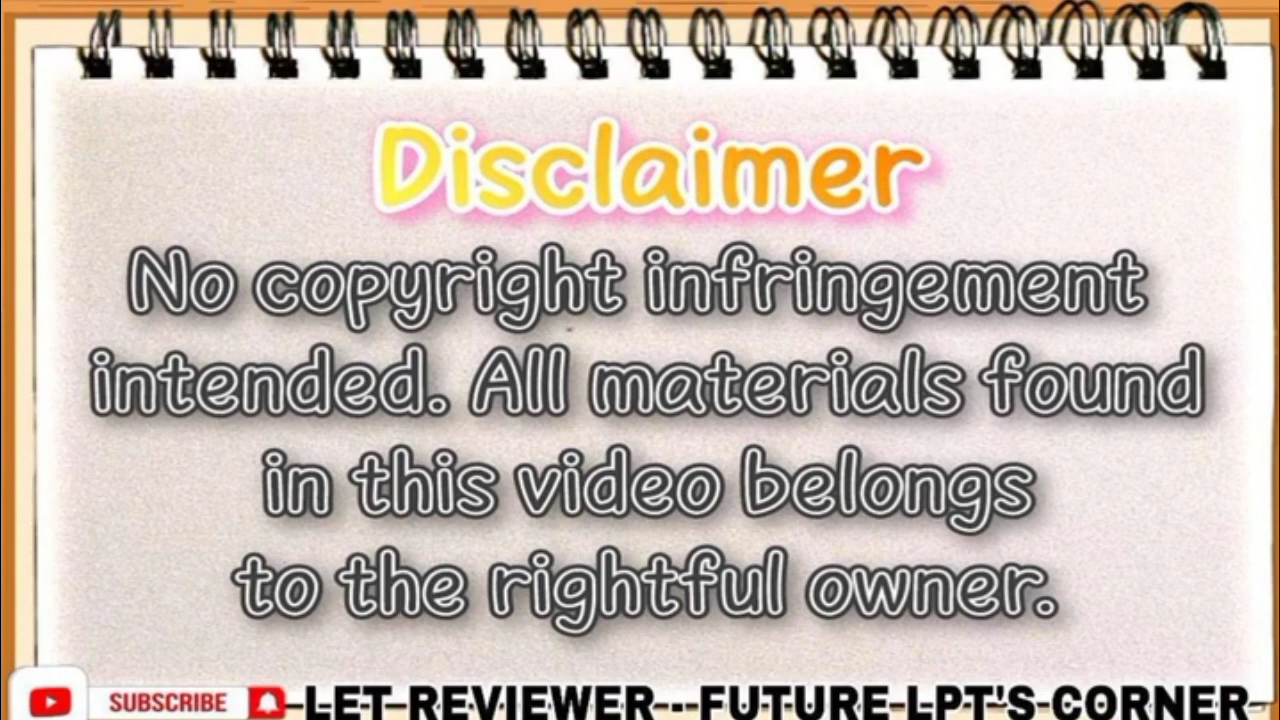 Disclaimer
No copyright infringement
intended. All materials found
in this video belongs
to the rightful owner.
SUBSCRIBE
LET REVIEWER - FUTURE LPT'S CORNER